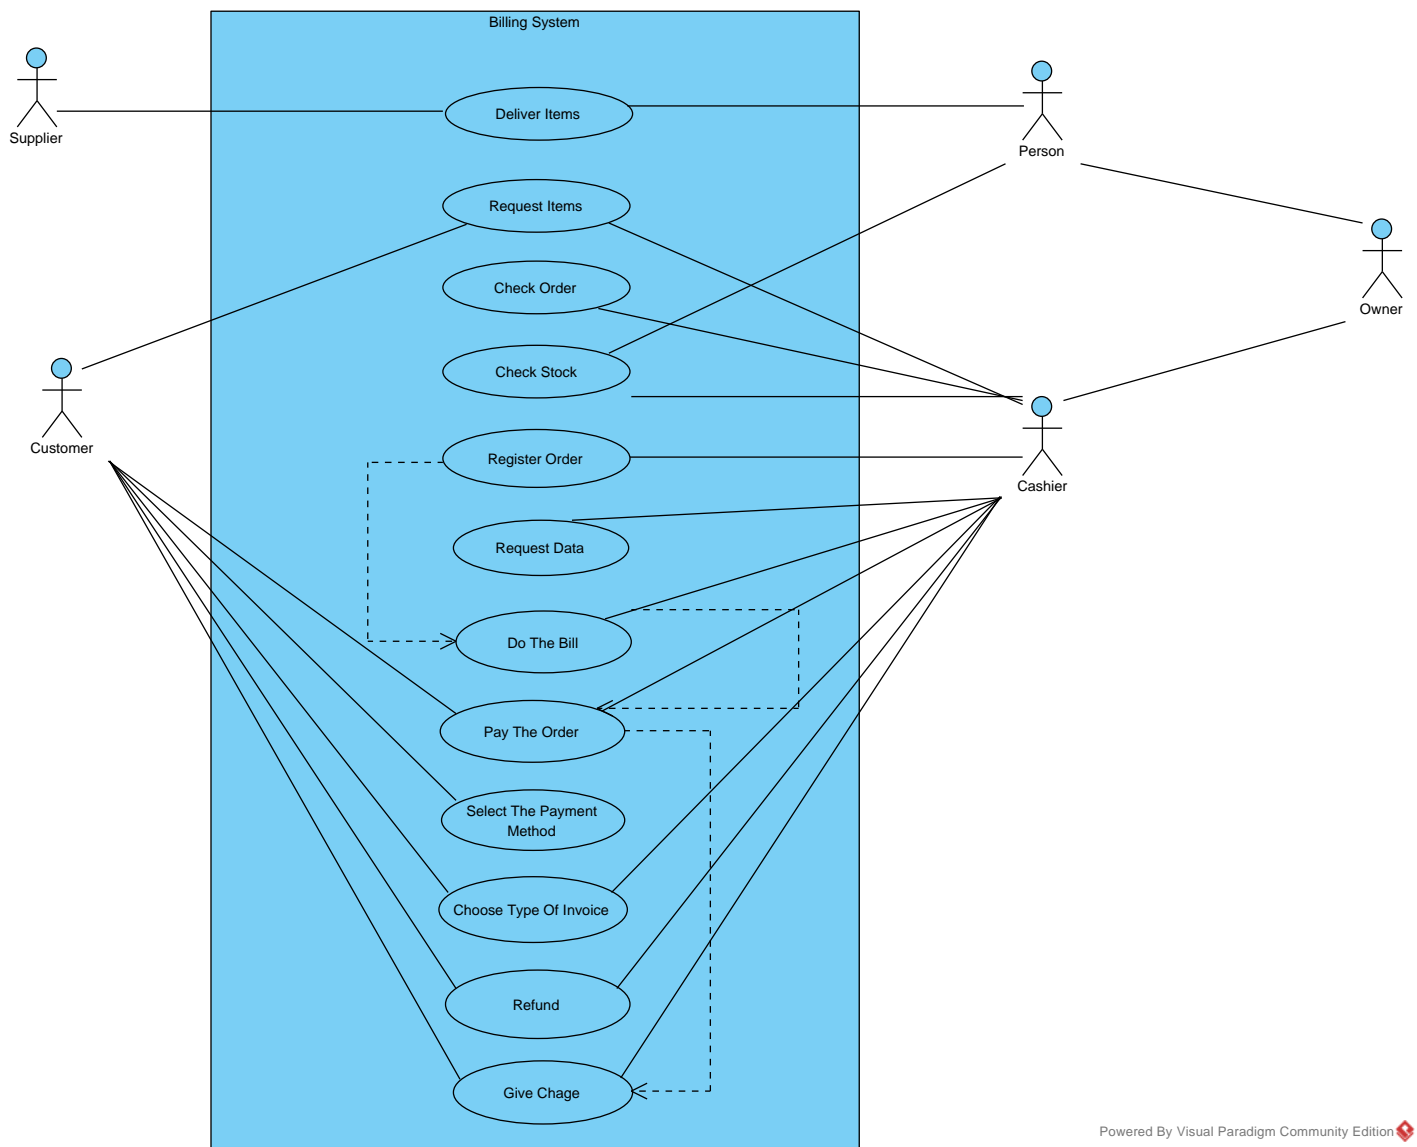 Billing System
Supplier
Deliver Items
Person
Request Items
Check Order
Owner
Check Stock
Customer
Register Order
Cashier
Request Data
Do The Bill
Pay The Order
Select The Payment
Method
Choose Type Of Invoice
Refund
Give Chage
Powered By Visual Paradigm Community Edition